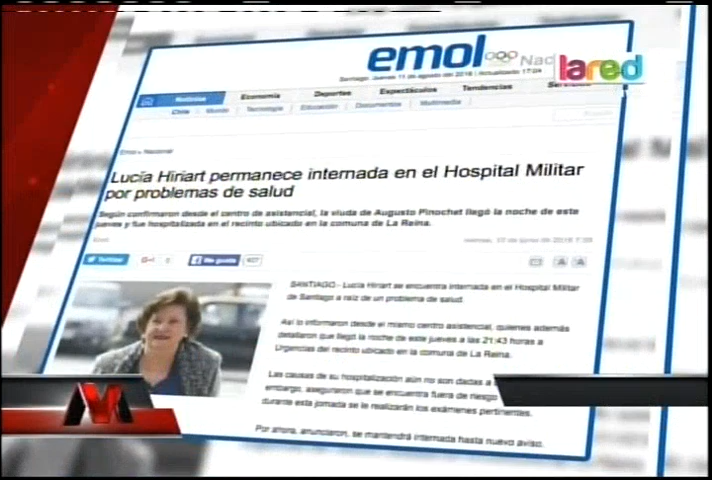 emol
Nac
lared
Santiago, Jueves 11 de agosto del 2016 | Actualizado 17:04
Noticias Economía Deportes Espectáculos Tendencias
Chile Mundo Tecnología Educación Documentos Multimedia
Emol » Nacional
Lucía Hiriart permanece internada en el Hospital Militar
por problemas de salud
Según confirmaron desde el centro de asistencial, la viuda de Augusto Pinochet llegó la noche de este
jueves y fue hospitalizada en el recinto ubicado en la comuna de La Reina.
Emol
Twitter G+1 0 Me gusta
SANTIAGO.- Lucía Hiriart se encuentra internada en el Hospital Militar
de Santiago a raíz de un problema de salud.
Así lo informaron desde el mismo centro asistencial, quienes además
detallaron que llegó la noche de este jueves a las 21:43 horas a
Urgencias del recinto ubicado en la comuna de La Reina.
Las causas de su hospitalización aún no son dadas a
embargo, aseguraron que se encuentra fuera de riesgo
durante esta jornada se le realizarán los exámenes pertinentes.
Por ahora, anunciaron, se mantendrá internada hasta nuevo aviso.